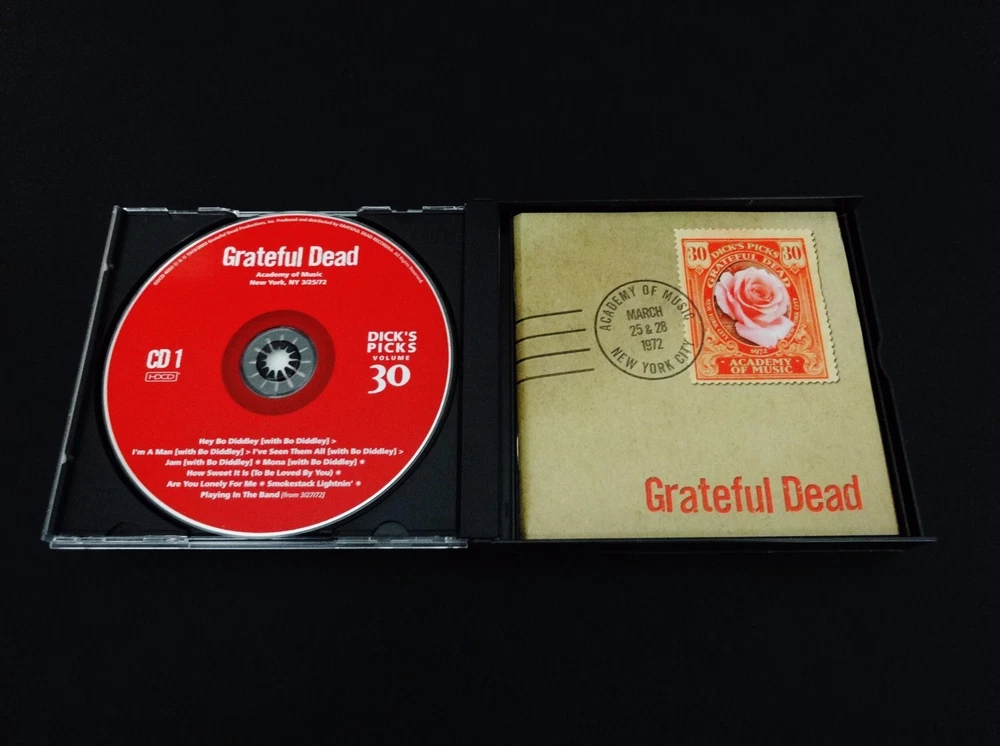 Grateful Dead
Academy of Music
New York, NY 3/25/72
CD 1
HDCD
DICK'S
PICKS
VOLUME
30
Hey Bo Diddley [with Bo Diddley] >
I'm A Man [with Bo Diddley] > I've Seen Them All [with Bo Diddley] >
Jam [with Bo Diddley] * Mona [with Bo Diddley] *
How Sweet It Is (To Be Loved By You) *
Are You Lonely For Me * Smokestack Lightnin' *
Playing In The Band [from 3/27/72]
ACADEMY OF MUSIC
MARCH
25 & 28
1972
NEW YORK CITY
30 DICK'S PICKS 30
GRATEFUL DEAD
1972
ACADEMY
OF MUSIC
Grateful Dead